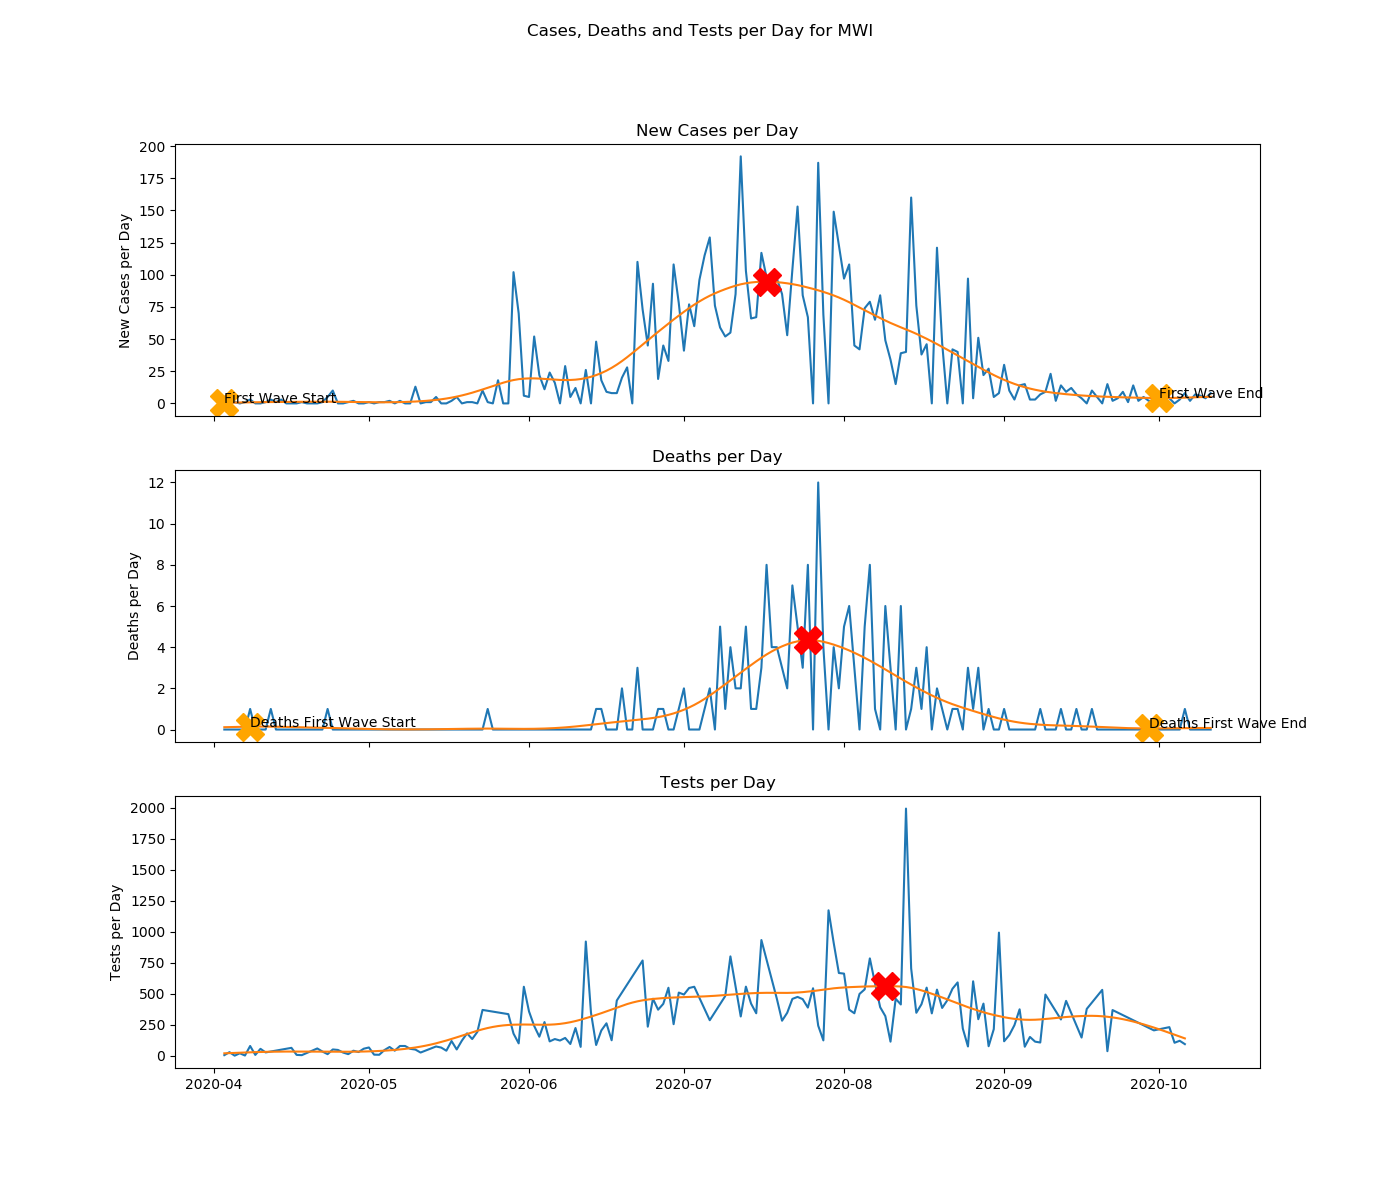 Cases, Deaths and Tests per Day for MWI
New Cases per Day
200
175
150
125
100
75
50
25
0
New Cases per Day
First Wave Start
First Wave End
Deaths per Day
12
10
8
6
4
2
0
Deaths per Day
Deaths First Wave Start
Deaths First Wave End
Tests per Day
2000
1750
1500
1250
1000
750
500
250
0
Tests per Day
2020-04 2020-05 2020-06 2020-07 2020-08 2020-09 2020-10